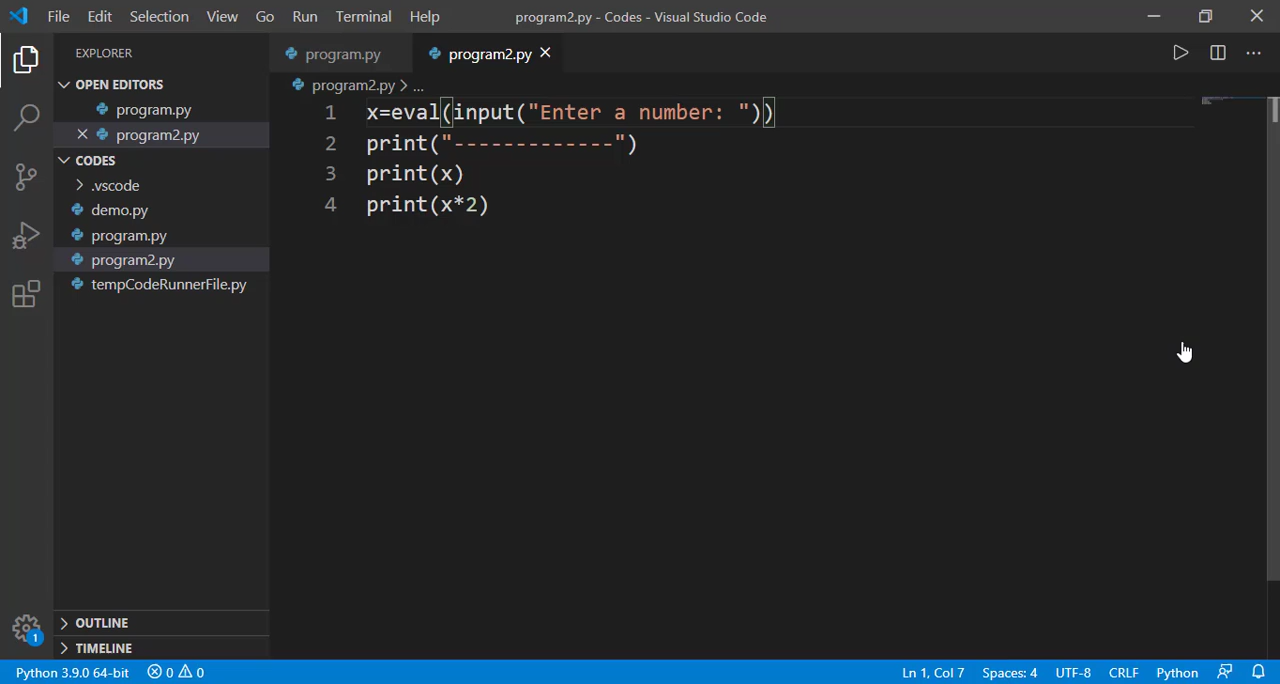 File Edit Selection View Go Run Terminal Help
program2.py - Codes - Visual Studio Code
EXPLORER
OPEN EDITORS
program.py
program2.py
CODES
.vscode
demo.py
program.py
program2.py
tempCodeRunnerFile.py
OUTLINE
TIMELINE
program.py program2.py
program2.py > ...
1 x=eval(input("Enter a number: "))
2 print("-------------")
3 print(x)
4 print(x*2)
1
Python 3.9.0 64-bit 0 0 Ln 1, Col 7 Spaces: 4 UTF-8 CRLF Python